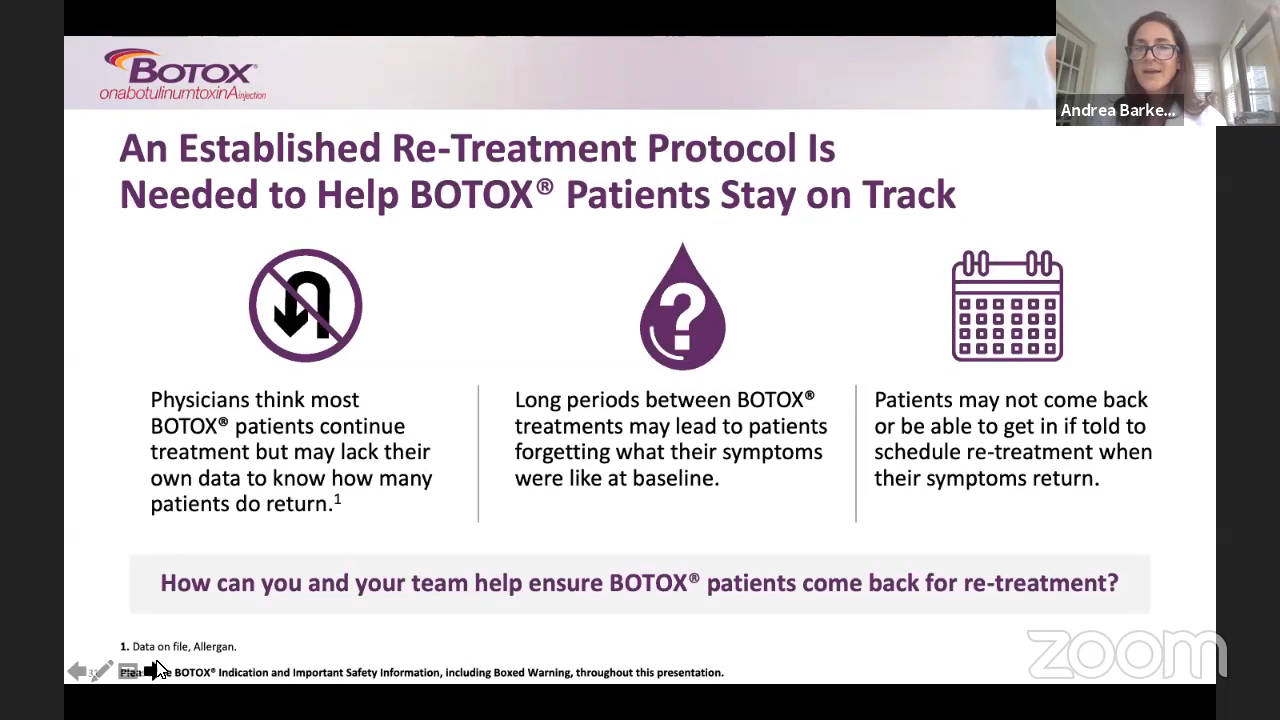 BOTOX®
onabotulinumtoxinA injection
Andrea Barke...
An Established Re-Treatment Protocol Is
Needed to Help BOTOX® Patients Stay on Track
?
Physicians think most
BOTOX® patients continue
treatment but may lack their
own data to know how many
patients do return.1
Long periods between BOTOX®
treatments may lead to patients
forgetting what their symptoms
were like at baseline.
Patients may not come back
or be able to get in if told to
schedule re-treatment when
their symptoms return.
How can you and your team help ensure BOTOX® patients come back for re-treatment?
1. Data on file, Allergan.
31
BOTOX® Indication and Important Safety Information, including Boxed Warning, throughout this presentation.
zoom